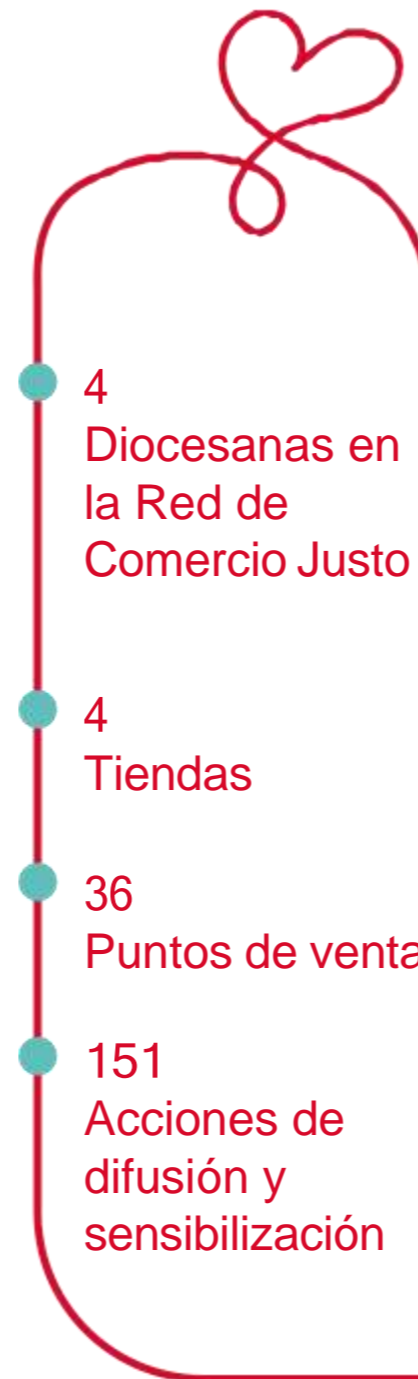 4
Diocesanas en
la Red de
Comercio Justo
4
Tiendas
36
Puntos de venta
151
Acciones de
difusión y
sensibilización